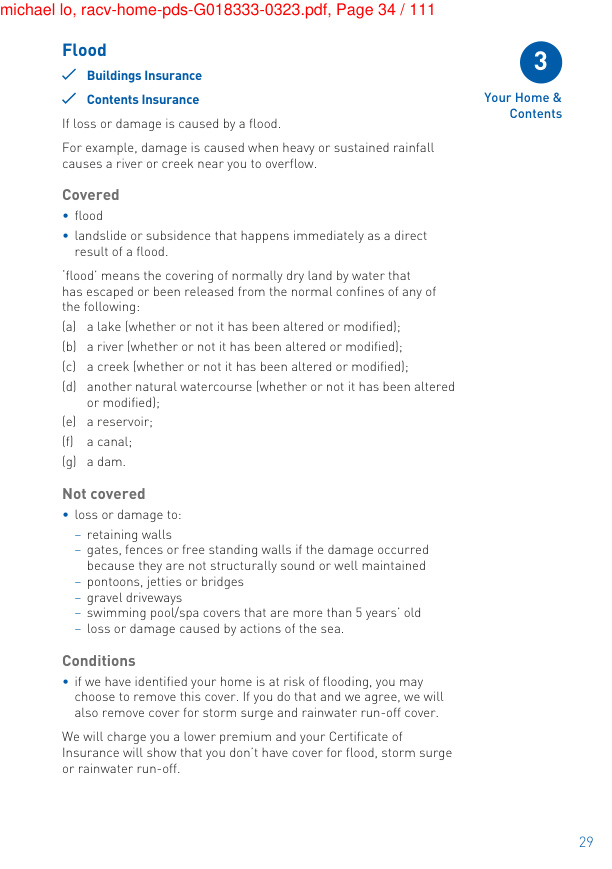 michael lo, racv-home-pds-G018333-0323.pdf, Page 34 / 111
Flood
Buildings Insurance
Contents Insurance
3
Your Home &
Contents
If loss or damage is caused by a flood.
For example, damage is caused when heavy or sustained rainfall
causes a river or creek near you to overflow.
Covered
• flood
• landslide or subsidence that happens immediately as a direct
result of a flood.
‘flood’ means the covering of normally dry land by water that
has escaped or been released from the normal confines of any of
the following:
(a) a lake (whether or not it has been altered or modified);
(b) a river (whether or not it has been altered or modified);
(c) a creek (whether or not it has been altered or modified);
(d) another natural watercourse (whether or not it has been altered
or modified);
(e) a reservoir;
(f) a canal;
(g) a dam.
Not covered
• loss or damage to:
– retaining walls
– gates, fences or free standing walls if the damage occurred
because they are not structurally sound or well maintained
– pontoons, jetties or bridges
– gravel driveways
– swimming pool/spa covers that are more than 5 years’ old
– loss or damage caused by actions of the sea.
Conditions
• if we have identified your home is at risk of flooding, you may
choose to remove this cover. If you do that and we agree, we will
also remove cover for storm surge and rainwater run-off cover.
We will charge you a lower premium and your Certificate of
Insurance will show that you don’t have cover for flood, storm surge
or rainwater run-off.
29